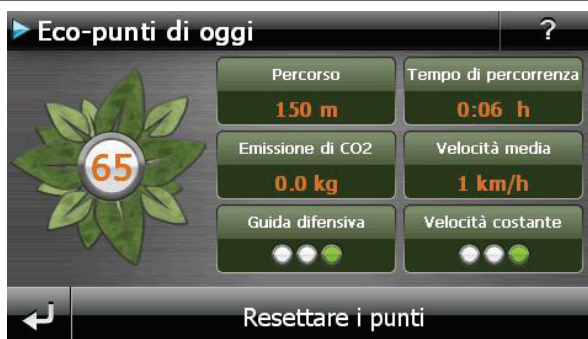 Eco-punti di oggi ?
Percorso
150 m
Tempo di percorrenza
0:06 h
65
Emissione di CO2
0.0 kg
Velocità media
1 km/h
Guida difensiva
Velocità costante
Resettare i punti